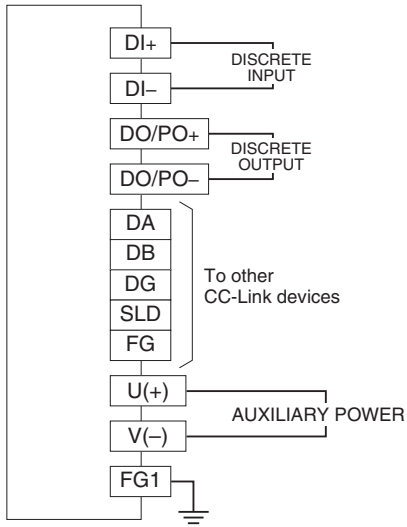 DI+
DISCRETE
INPUT
DI–
DO/PO+
DISCRETE
OUTPUT
DO/PO–
DA
DB
DG
SLD
FG
To other
CC-Link devices
U(+)
AUXILIARY POWER
V(–)
FG1